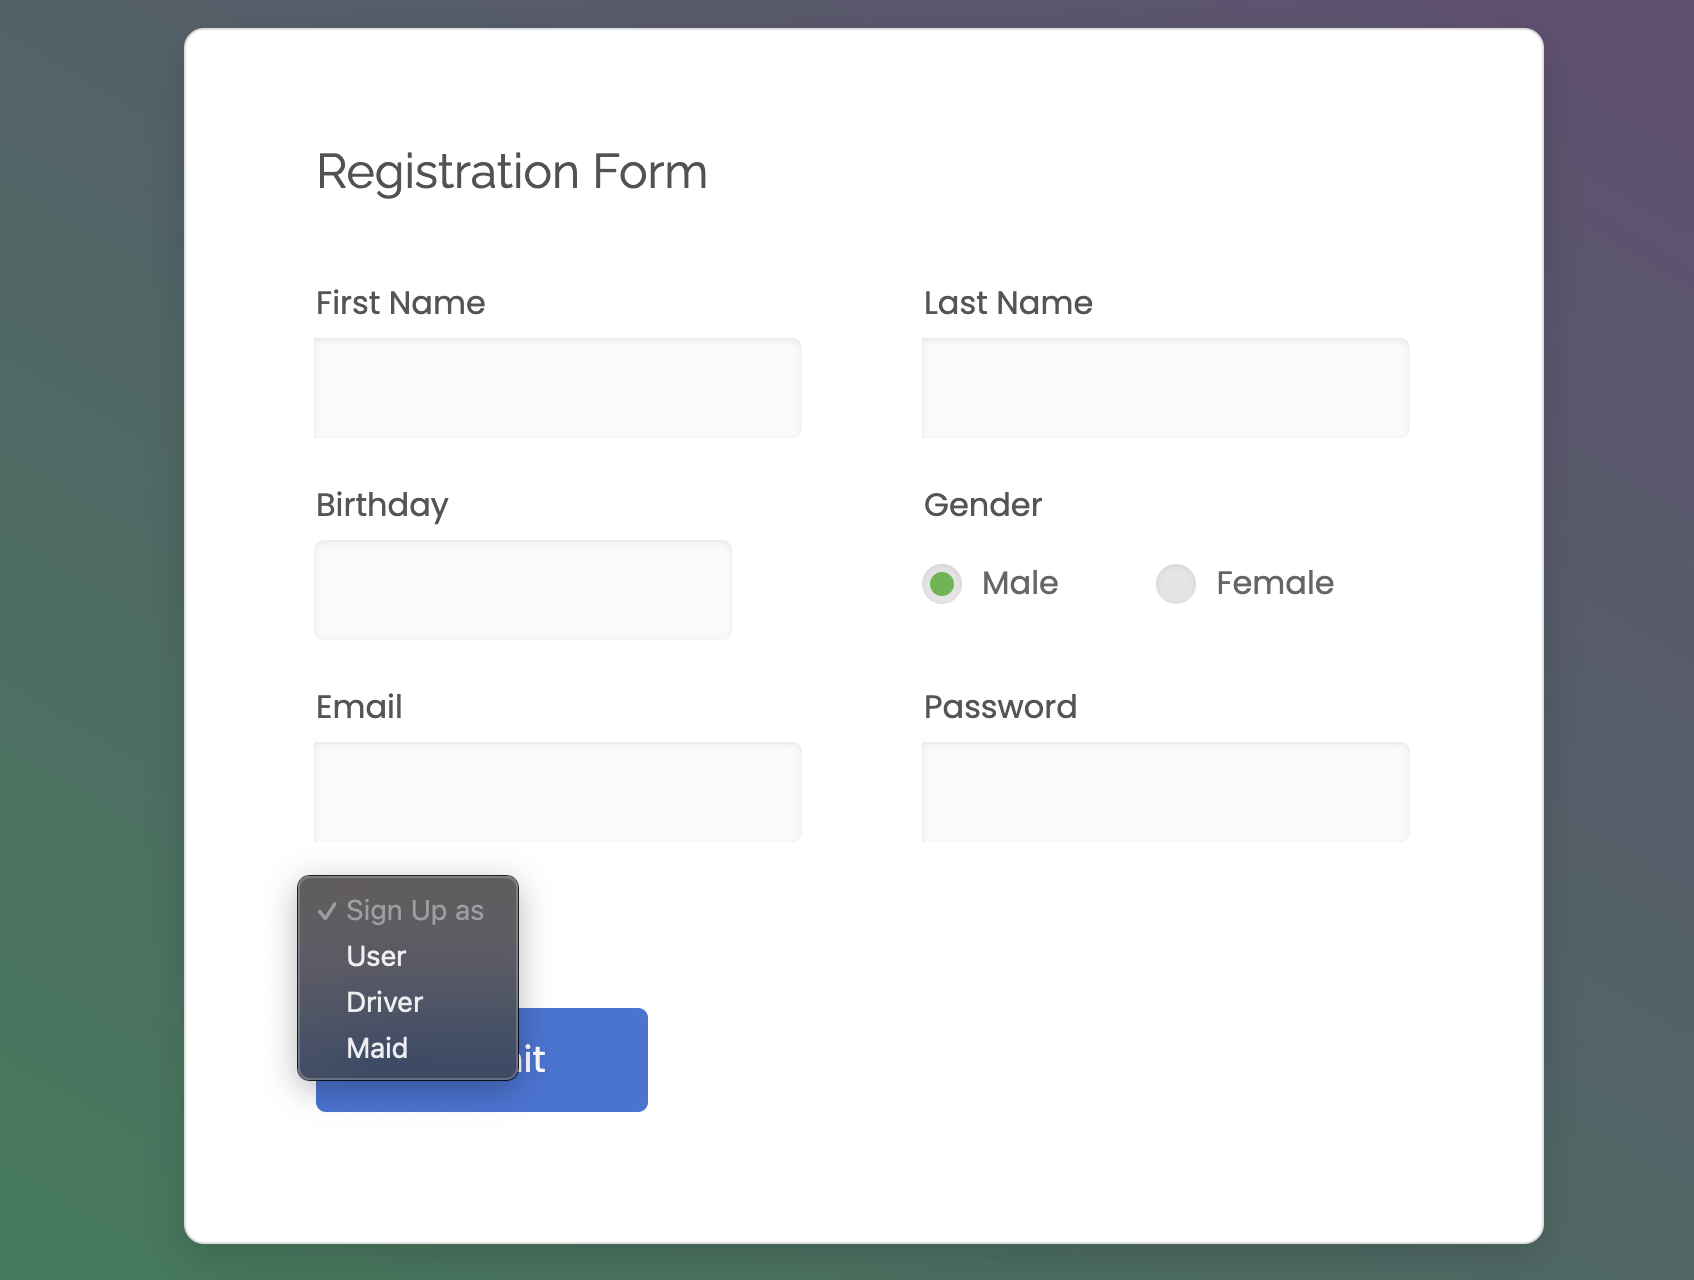 Registration Form
First Name
Last Name
Birthday
Gender
Male
Female
Email
Password
✓ Sign Up as
User
Driver
Maid
it